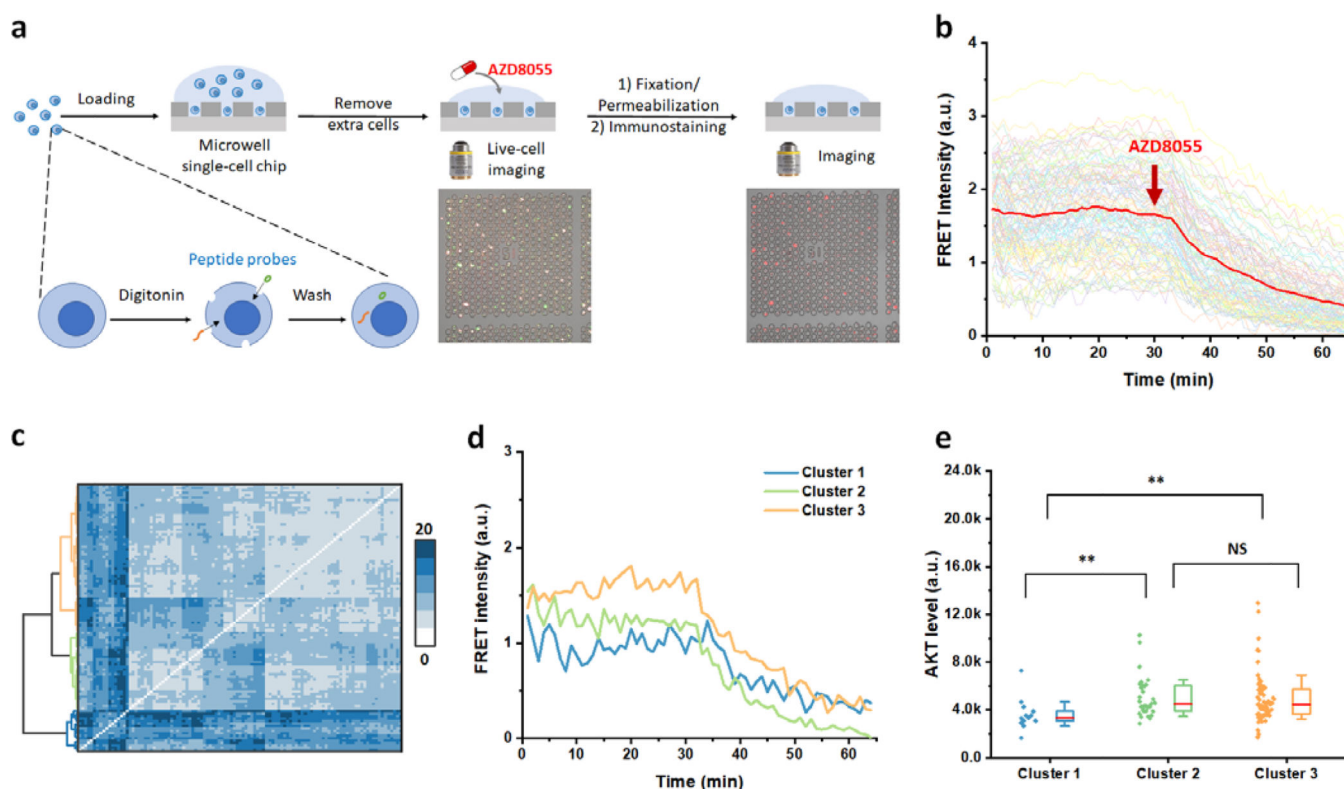 a
Loading
Microwell
single-cell chip
Remove
extra cells
AZD8055
Live-cell
imaging
1) Fixation/
Permeabilization
2) Immunostaining
Imaging
Peptide probes
Digitonin
Wash
b
FRET Intensity (a.u.)
4
3
2
1
0
AZD8055
0 10 20 30 40 50 60
Time (min)
c
20
0
d
FRET intensity (a.u.)
3
2
1
0
Cluster 1
Cluster 2
Cluster 3
0 10 20 30 40 50 60
Time (min)
e
AKT level (a.u.)
24.0k
20.0k
16.0k
12.0k
8.0k
4.0k
0.0
**
**
NS
Cluster 1 Cluster 2 Cluster 3